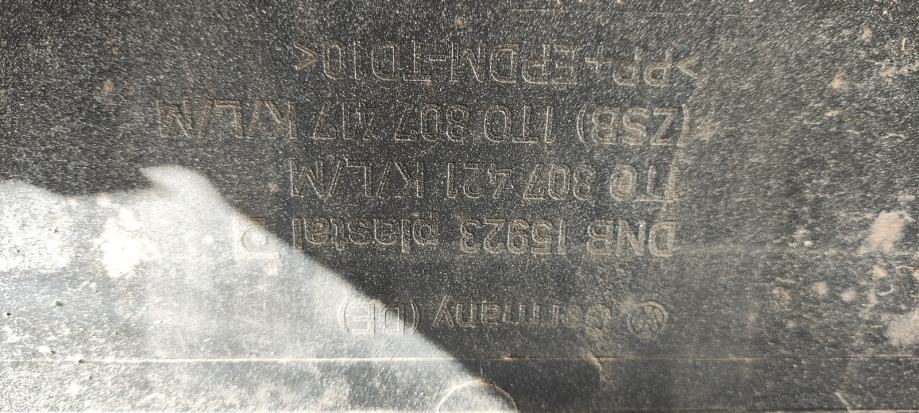 Germany (DE)
DNB 15923 plastal
1T0 807 421 K/L/M
(ZSB) 1T0 807 417 K/L/M
>PP+EPDM-TD10<